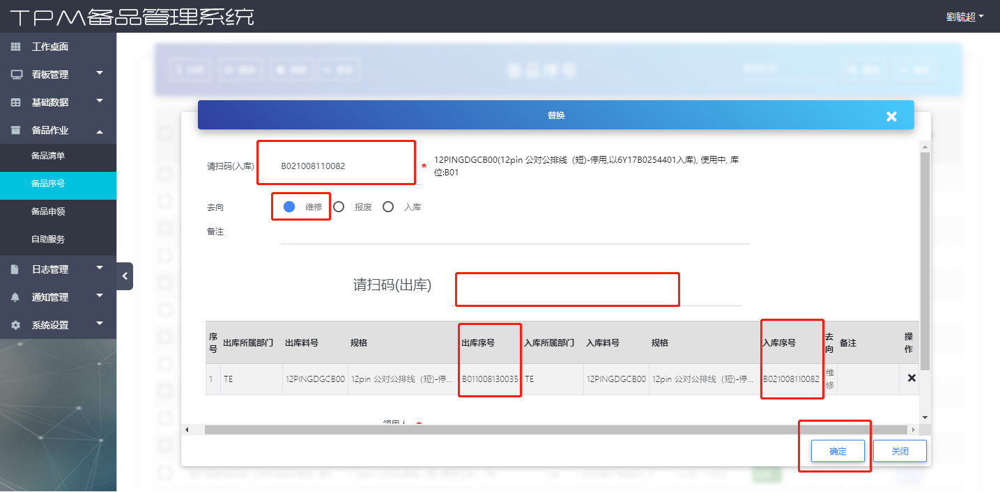 TPM备品管理系统
劉毓超
工作桌面
看板管理
基础数据
备品作业
备品清单
备品序号
备品申领
自助服务
日志管理
通知管理
系统设置
备品序号
替换
请扫码(入库)
B021008110082
*
12PINGDGCB00(12pin 公对公排线（短)-停用,以6Y17B0254401入库), 使用中, 库
位:B01
去向
维修
报废
入库
备注
请扫码(出库)
序号 出库所属部门 出库料号 规格 出库序号 入库所属部门 入库料号 规格 入库序号 去向 备注 操作
1 TE 12PINGDGCB00 12pin 公对公排线（短)-停... B011008130035 TE 12PINGDGCB00 12pin 公对公排线（短)-停... B021008110082 维修
领用人 *
确定
关闭